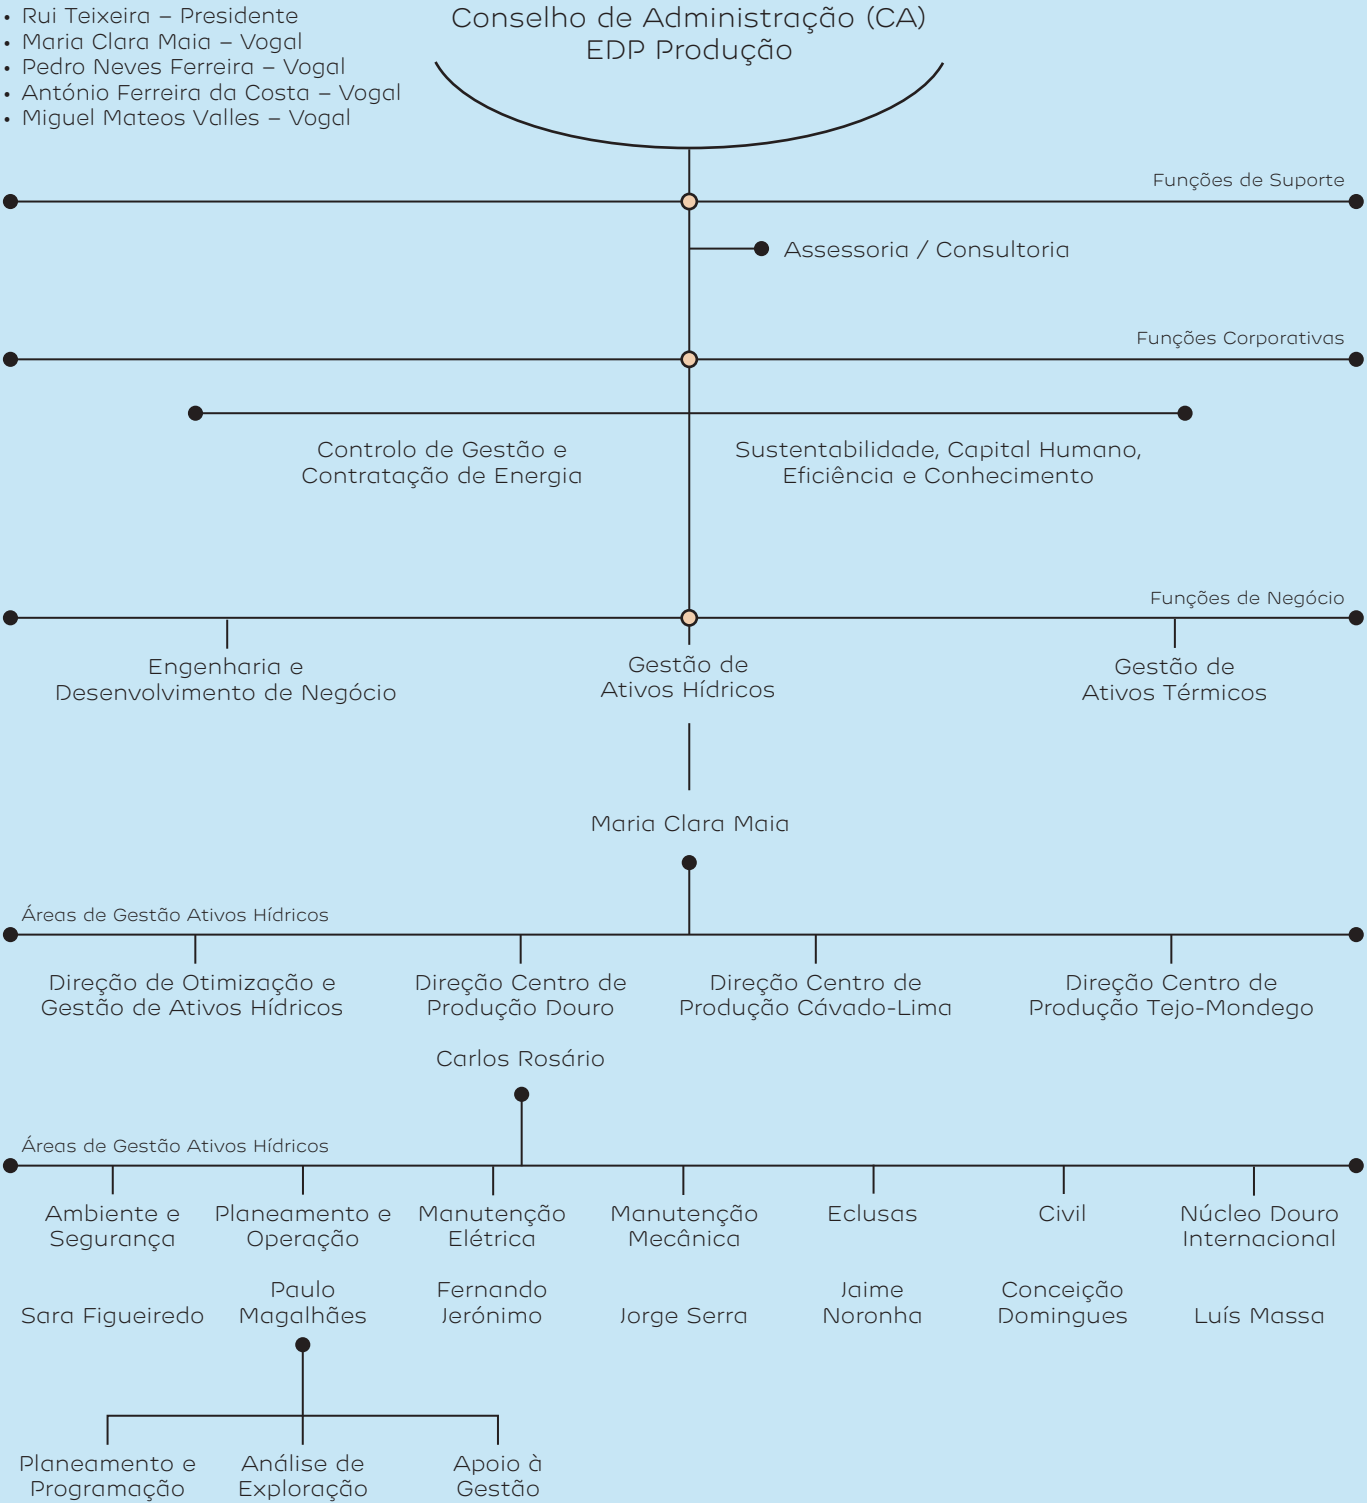 • Rui Teixeira – Presidente
• Maria Clara Maia – Vogal
• Pedro Neves Ferreira – Vogal
• António Ferreira da Costa – Vogal
• Miguel Mateos Valles – Vogal
Conselho de Administração (CA)
EDP Produção
Funções de Suporte
Assessoria / Consultoria
Funções Corporativas
Controlo de Gestão e
Contratação de Energia
Sustentabilidade, Capital Humano,
Eficiência e Conhecimento
Funções de Negócio
Engenharia e
Desenvolvimento de Negócio
Gestão de
Ativos Hídricos
Gestão de
Ativos Térmicos
Maria Clara Maia
Áreas de Gestão Ativos Hídricos
Direção de Otimização e
Gestão de Ativos Hídricos
Direção Centro de
Produção Douro
Direção Centro de
Produção Cávado-Lima
Direção Centro de
Produção Tejo-Mondego
Carlos Rosário
Áreas de Gestão Ativos Hídricos
Ambiente e
Segurança
Planeamento e
Operação
Manutenção
Elétrica
Manutenção
Mecânica
Eclusas
Civil
Núcleo Douro
Internacional
Sara Figueiredo
Paulo
Magalhães
Fernando
Jerónimo
Jorge Serra
Jaime
Noronha
Conceição
Domingues
Luís Massa
Planeamento e
Programação
Análise de
Exploração
Apoio à
Gestão